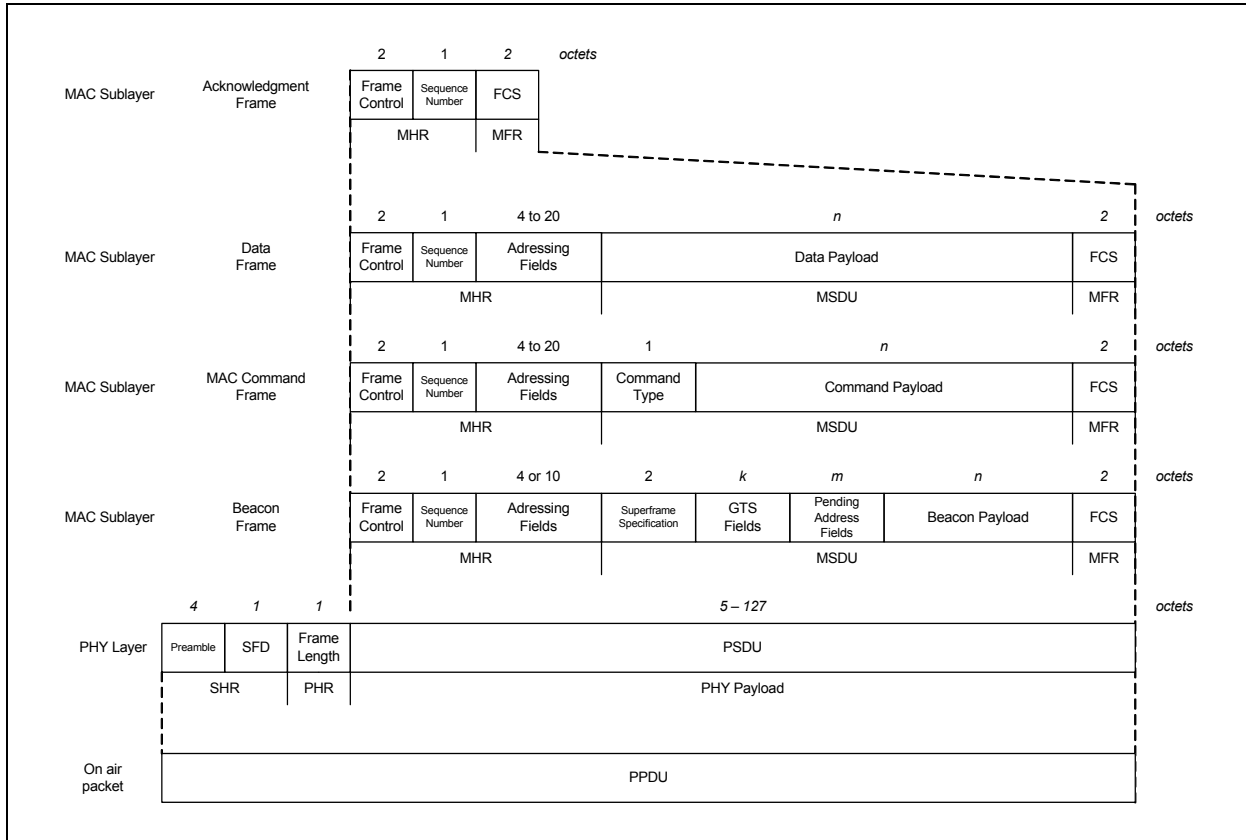 2 1 2 octets
MAC Sublayer Acknowledgment Frame Frame Control Sequence Number FCS
MHR MFR
2 1 4 to 20 n 2 octets
MAC Sublayer Data Frame Frame Control Sequence Number Adressing Fields Data Payload FCS
MHR MSDU MFR
2 1 4 to 20 1 n 2 octets
MAC Sublayer MAC Command Frame Frame Control Sequence Number Adressing Fields Command Type Command Payload FCS
MHR MSDU MFR
2 1 4 or 10 2 k m n 2 octets
MAC Sublayer Beacon Frame Frame Control Sequence Number Adressing Fields Superframe Specification GTS Fields Pending Address Fields Beacon Payload FCS
MHR MSDU MFR
4 1 1 5 – 127 octets
PHY Layer Preamble SFD Frame Length PSDU
SHR PHR PHY Payload
On air packet PPDU